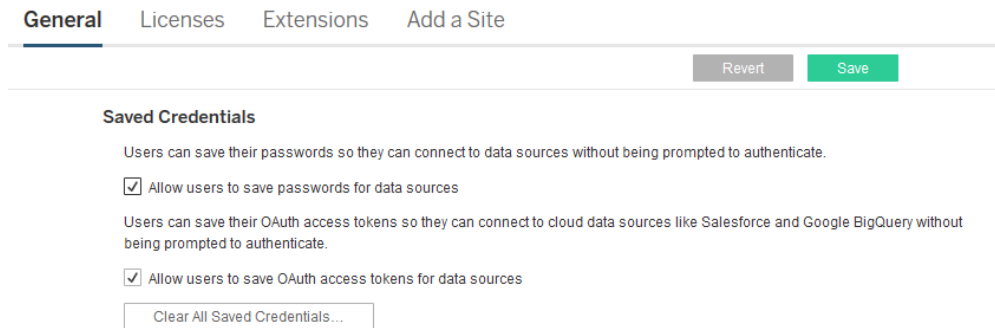 General Licenses Extensions Add a Site
Revert Save
Saved Credentials
Users can save their passwords so they can connect to data sources without being prompted to authenticate.
Allow users to save passwords for data sources
Users can save their OAuth access tokens so they can connect to cloud data sources like Salesforce and Google BigQuery without
being prompted to authenticate.
Allow users to save OAuth access tokens for data sources
Clear All Saved Credentials...